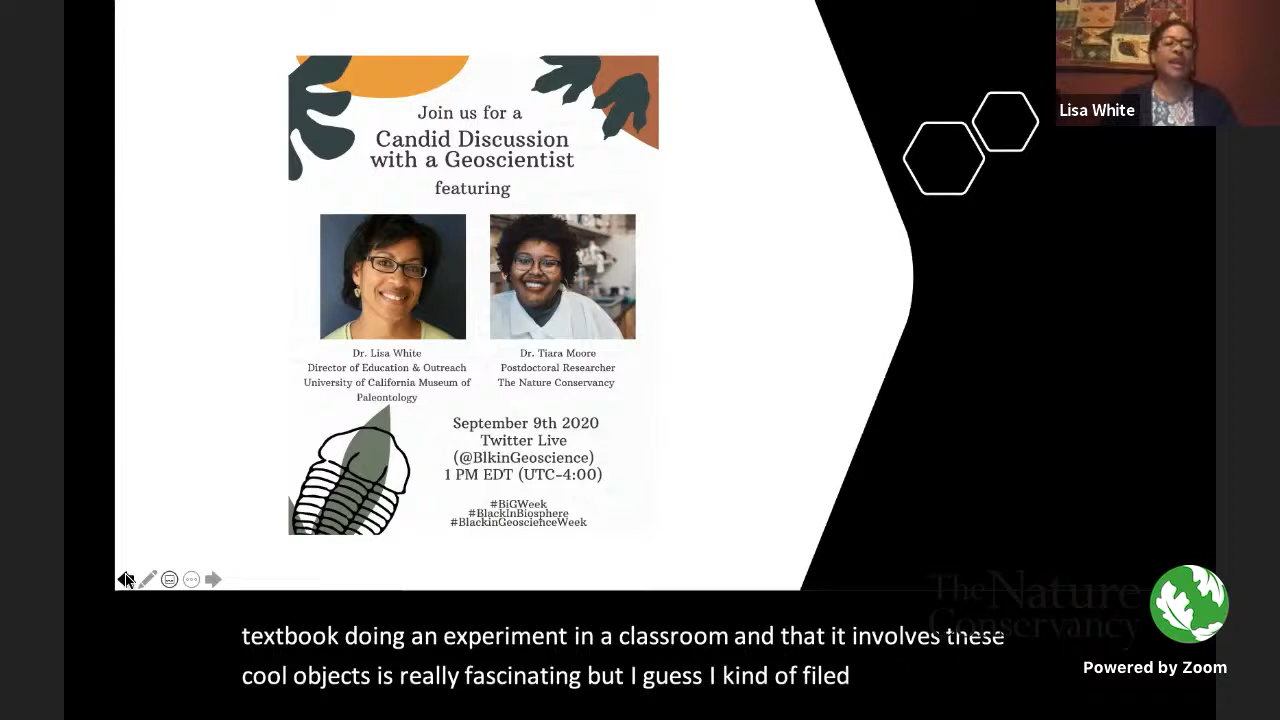 Join us for a
Candid Discussion
with a Geoscientist
featuring
Dr. Lisa White
Director of Education & Outreach
University of California Museum of
Paleontology
Dr. Tiara Moore
Postdoctoral Researcher
The Nature Conservancy
September 9th 2020
Twitter Live
(@BlkinGeoscience)
1 PM EDT (UTC-4:00)
#BiGWeek
#BlackInBiosphere
#BlackinGeoscienceWeek
Lisa White
textbook doing an experiment in a classroom and that it involves these
cool objects is really fascinating but I guess I kind of filed
The Nature
Conservancy
Powered by Zoom